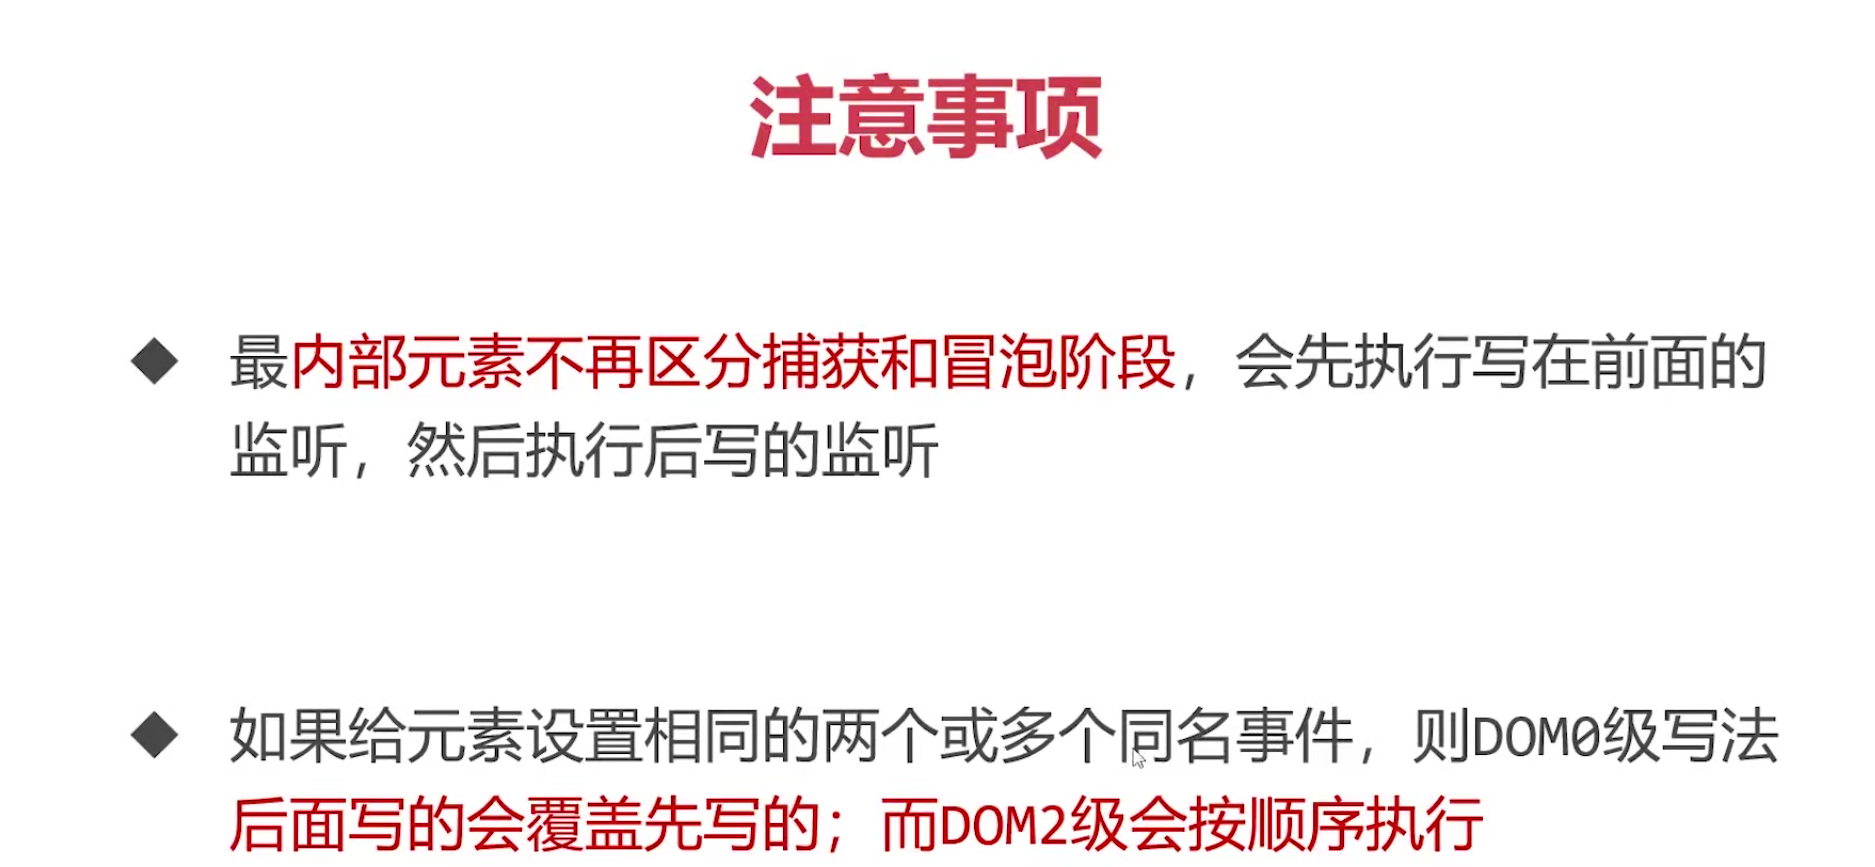 注意事项
最内部元素不再区分捕获和冒泡阶段，会先执行写在前面的
监听，然后执行后写的监听
如果给元素设置相同的两个或多个同名事件，则DOM0级写法
后面写的会覆盖先写的；而DOM2级会按顺序执行